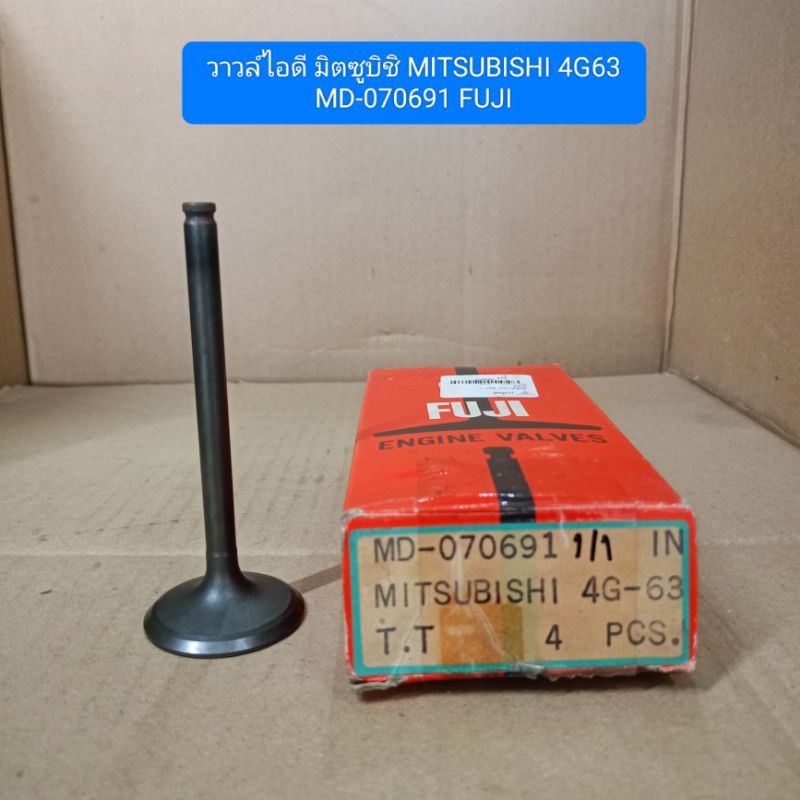 วาวล์ไอดี มิตซูบิชิ MITSUBISHI 4G63
MD-070691 FUJI
FUJI
ENGINE VALVES
MD-070691 1/1 IN
MITSUBISHI 4G-63
T.T 4 PCS.